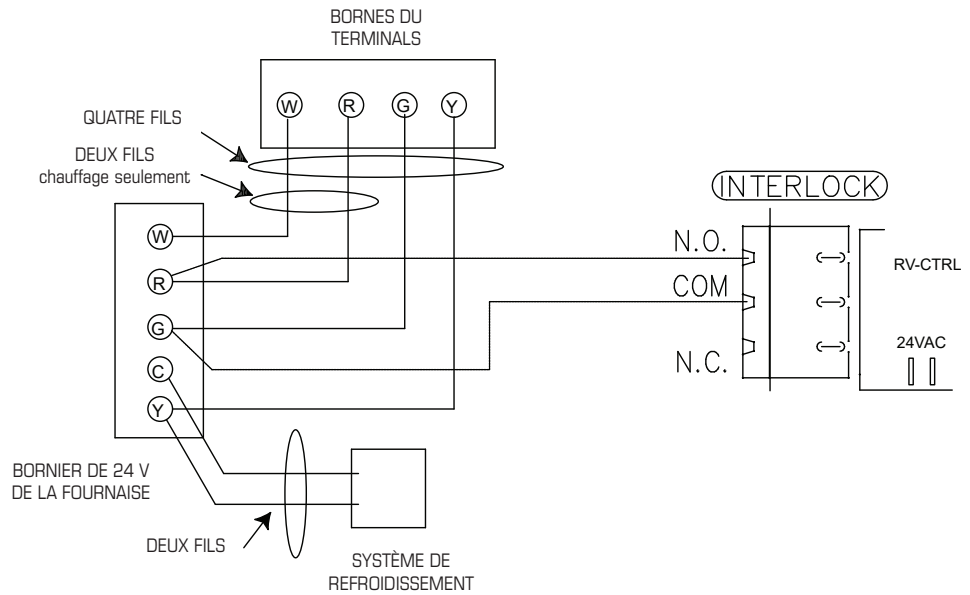 BORNES DU
TERMINALS
W
R
G
Y
QUATRE FILS
DEUX FILS
chauffage seulement
INTERLOCK
W
R
G
C
Y
N.O.
COM
N.C.
RV-CTRL
24VAC
BORNIER DE 24 V
DE LA FOURNAISE
DEUX FILS
SYSTÈME DE
REFROIDISSEMENT